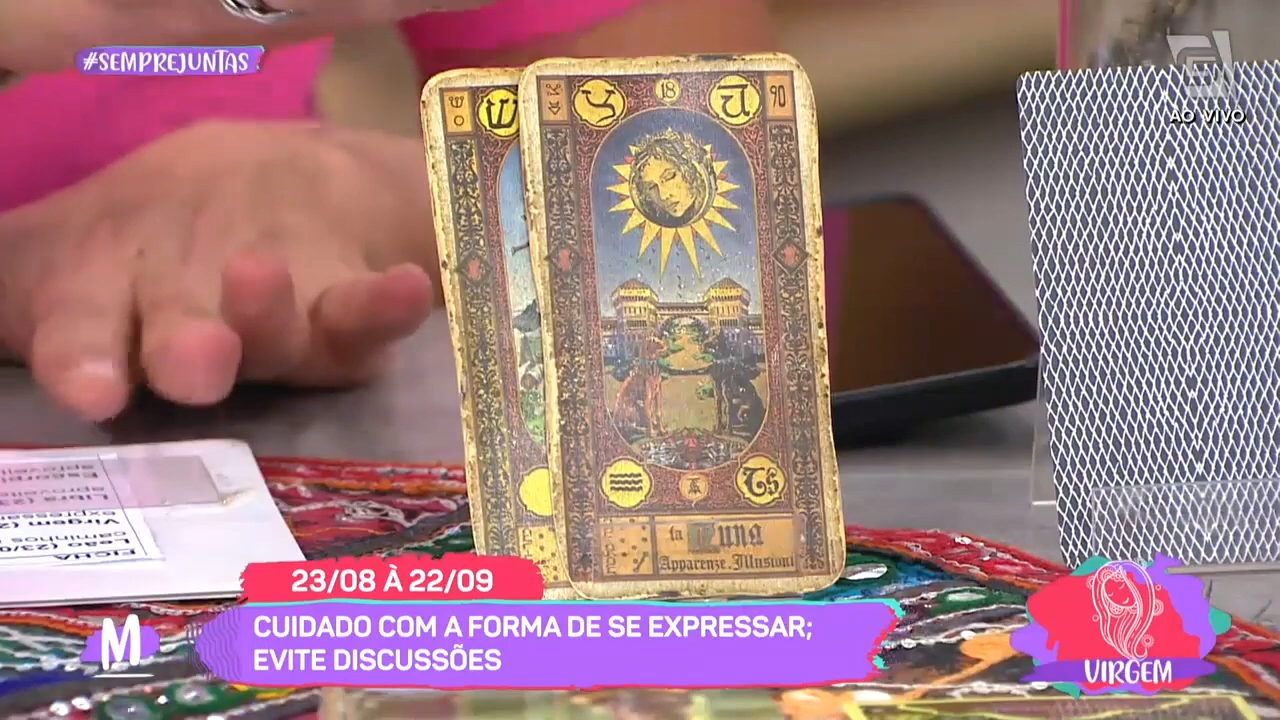 #SEMPREJUNTAS
AO VIVO
18
90
la Luna
Apparenze. Illusioni
23/08 À 22/09
M
CUIDADO COM A FORMA DE SE EXPRESSAR;
EVITE DISCUSSÕES
VIRGEM